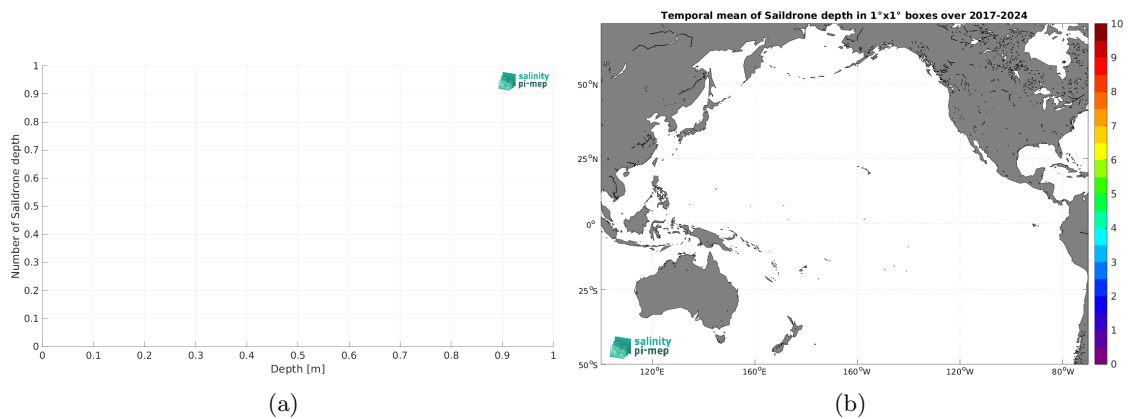 1
0.9
0.8
0.7
0.6
0.5
0.4
0.3
0.2
0.1
0
Number of Saildrone depth
0 0.1 0.2 0.3 0.4 0.5 0.6 0.7 0.8 0.9 1
Depth [m]
salinity
pi-mep
(a)
Temporal mean of Saildrone depth in 1°x1° boxes over 2017-2024
50°N
25°N
0°
25°S
50°S
120°E 160°E 160°W 120°W 80°W
salinity
pi-mep
10
9
8
7
6
5
4
3
2
1
0
(b)